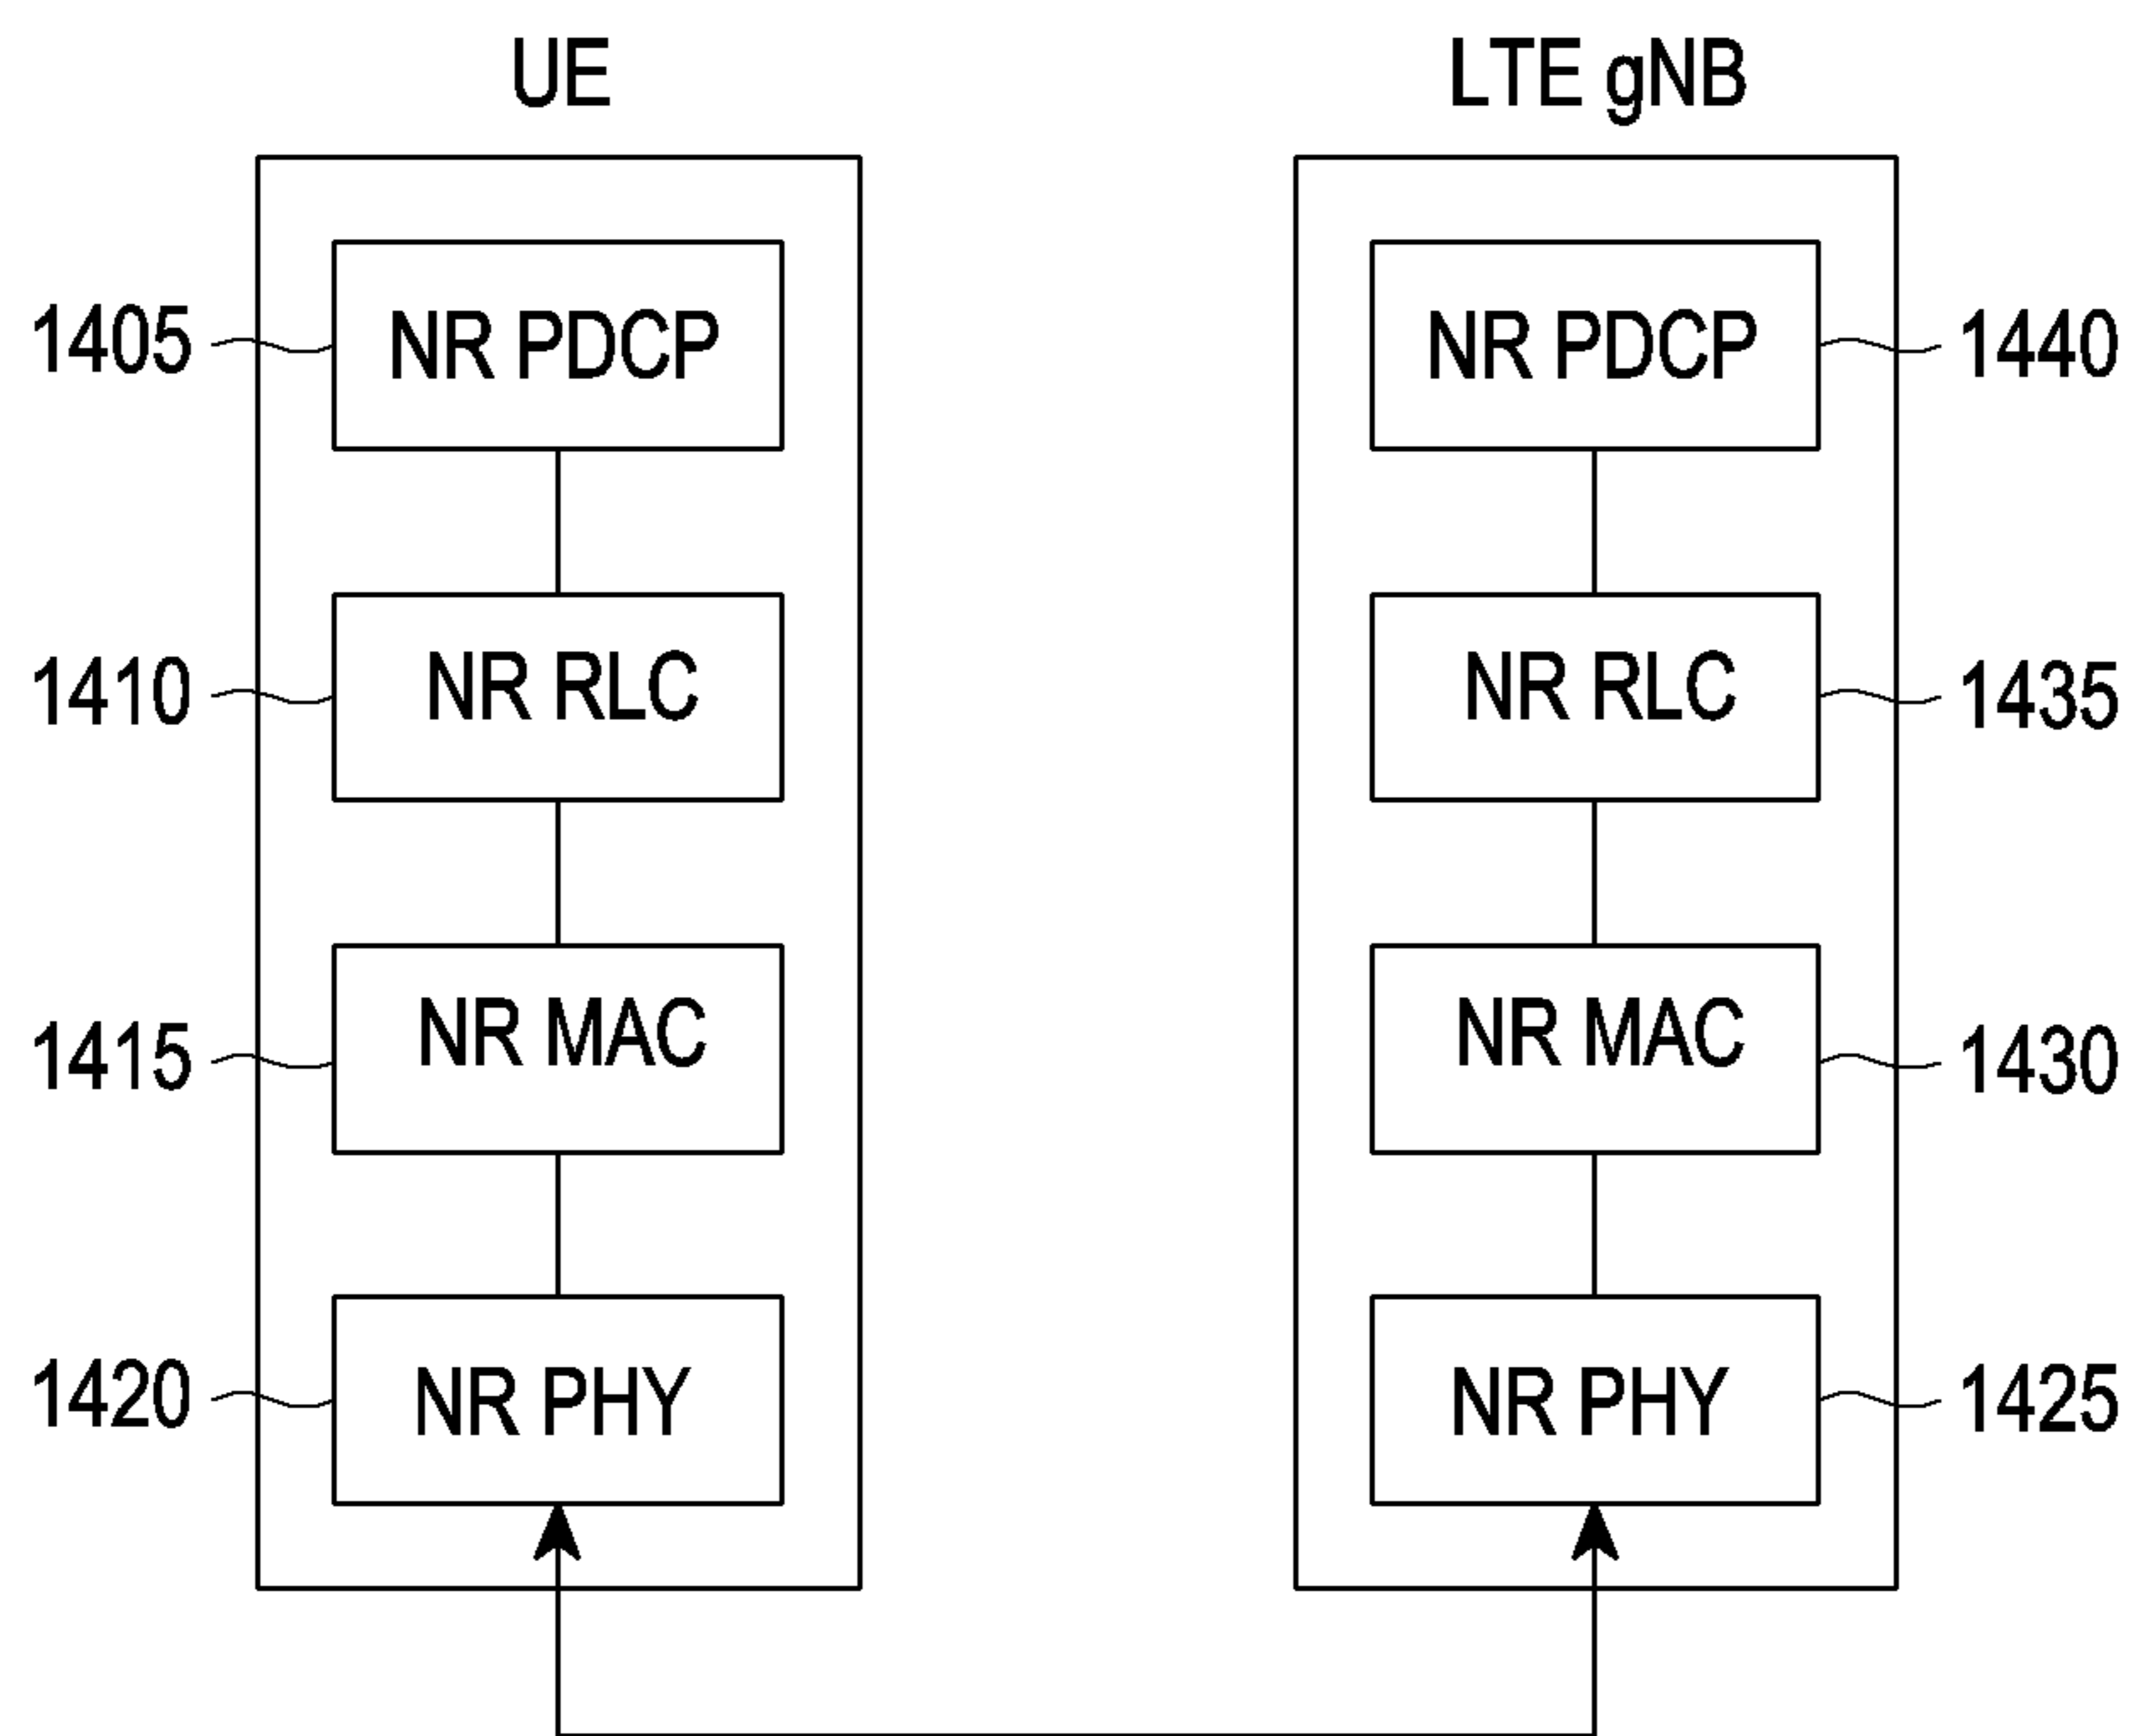 UE LTE gNB
1405 NR PDCP NR PDCP 1440
1410 NR RLC NR RLC 1435
1415 NR MAC NR MAC 1430
1420 NR PHY NR PHY 1425